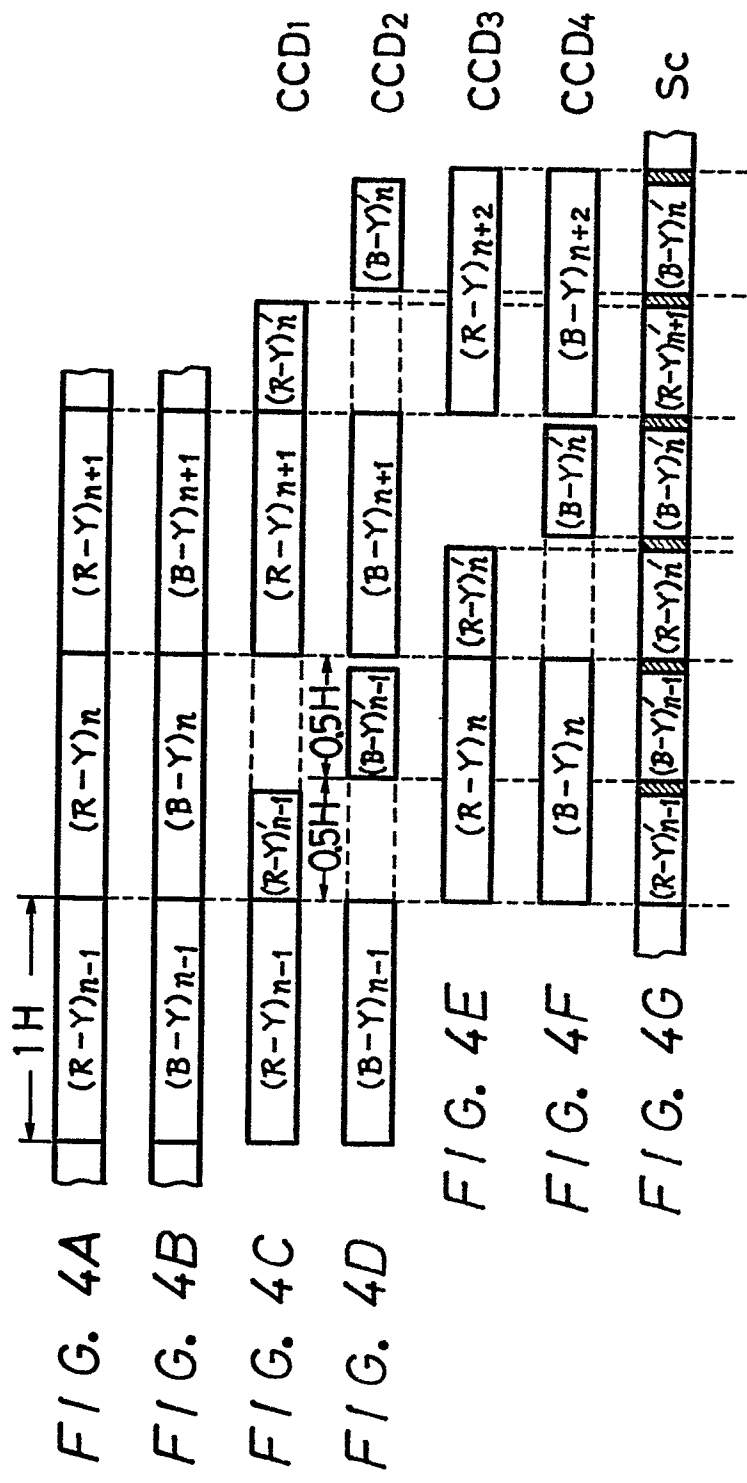 1H
FIG. 4A (R-Y)n-1 (R-Y)n (R-Y)n+1
FIG. 4B (B-Y)n-1 (B-Y)n (B-Y)n+1
FIG. 4C (R-Y)n-1 (R-Y)'n-1 (R-Y)n+1 (R-Y)'n CCD1
0.5H 0.5H
FIG. 4D (B-Y)n-1 (B-Y)'n-1 (B-Y)n+1 (B-Y)'n CCD2
FIG. 4E (R-Y)n (R-Y)'n (R-Y)n+2 CCD3
FIG. 4F (B-Y)n (B-Y)'n (B-Y)n+2 CCD4
FIG. 4G (R-Y)'n-1 (B-Y)'n-1 (R-Y)'n (B-Y)'n (R-Y)'n+1 (B-Y)'n Sc